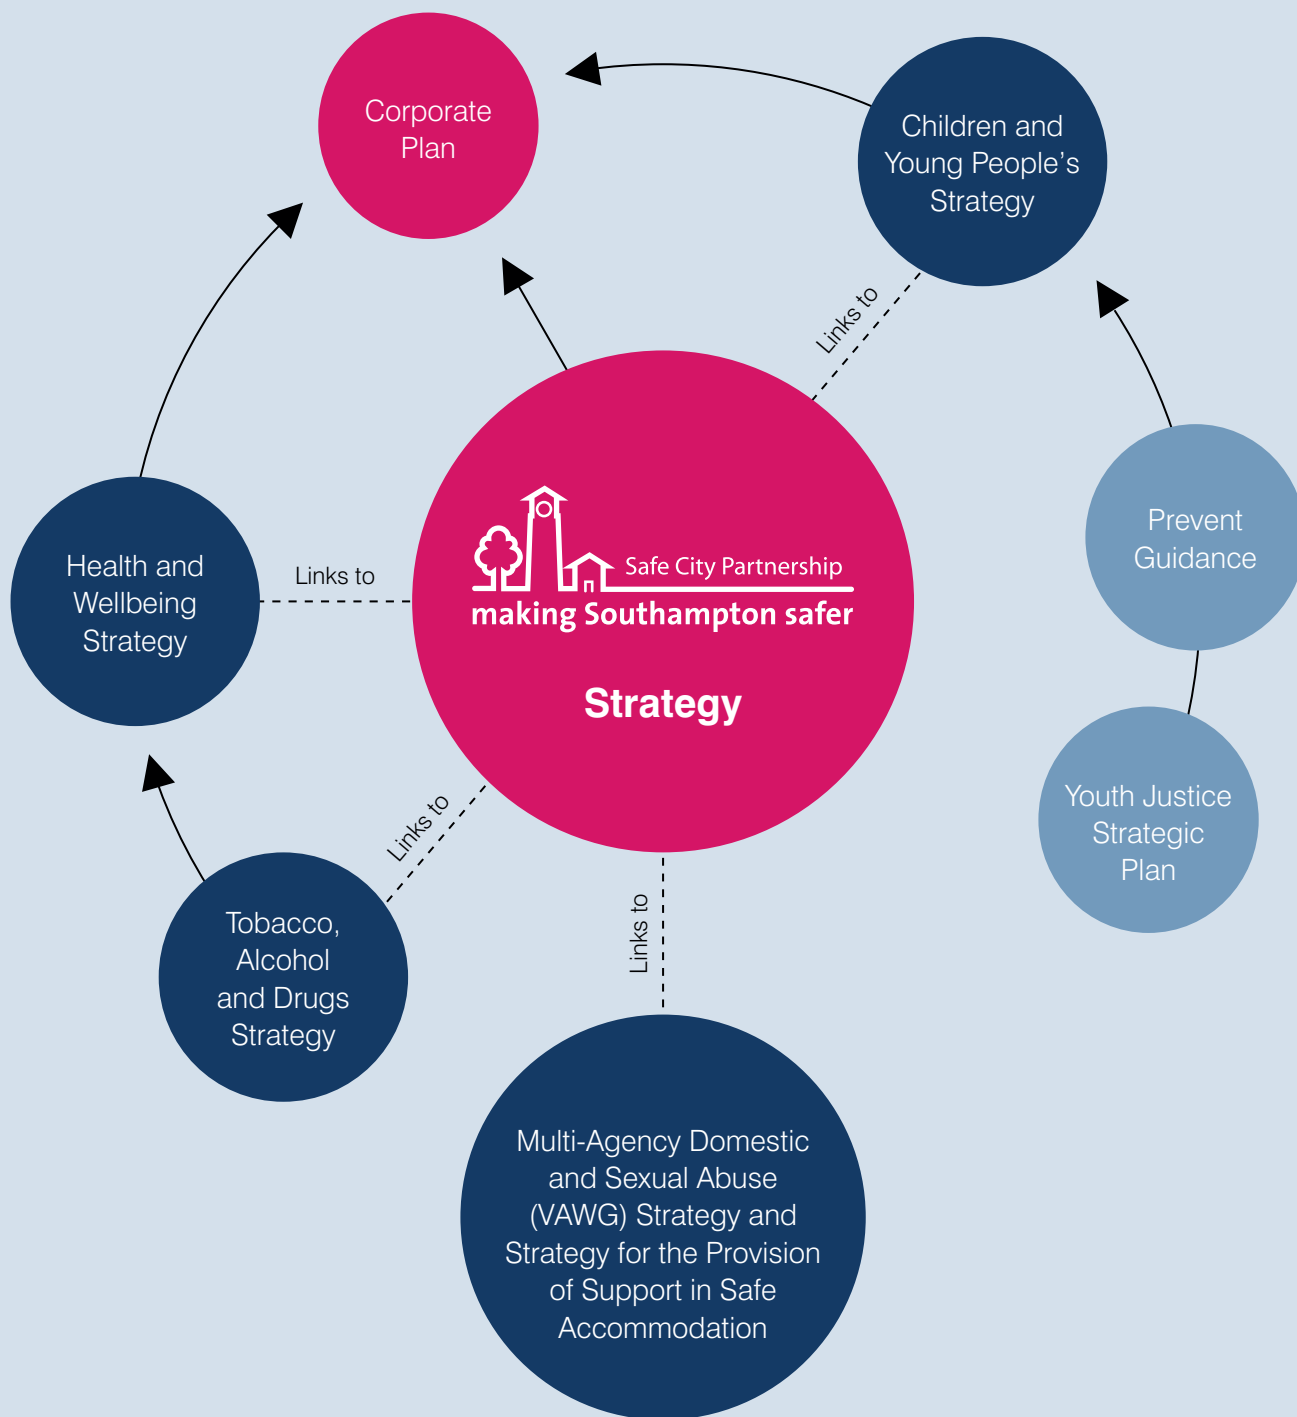 Corporate
Plan
Children and
Young People’s
Strategy
Links to
Prevent
Guidance
Health and
Wellbeing
Strategy
Links to
Safe City Partnership
making Southampton safer
Strategy
Youth Justice
Strategic
Plan
Links to
Tobacco,
Alcohol
and Drugs
Strategy
Links to
Multi-Agency Domestic
and Sexual Abuse
(VAWG) Strategy and
Strategy for the Provision
of Support in Safe
Accommodation